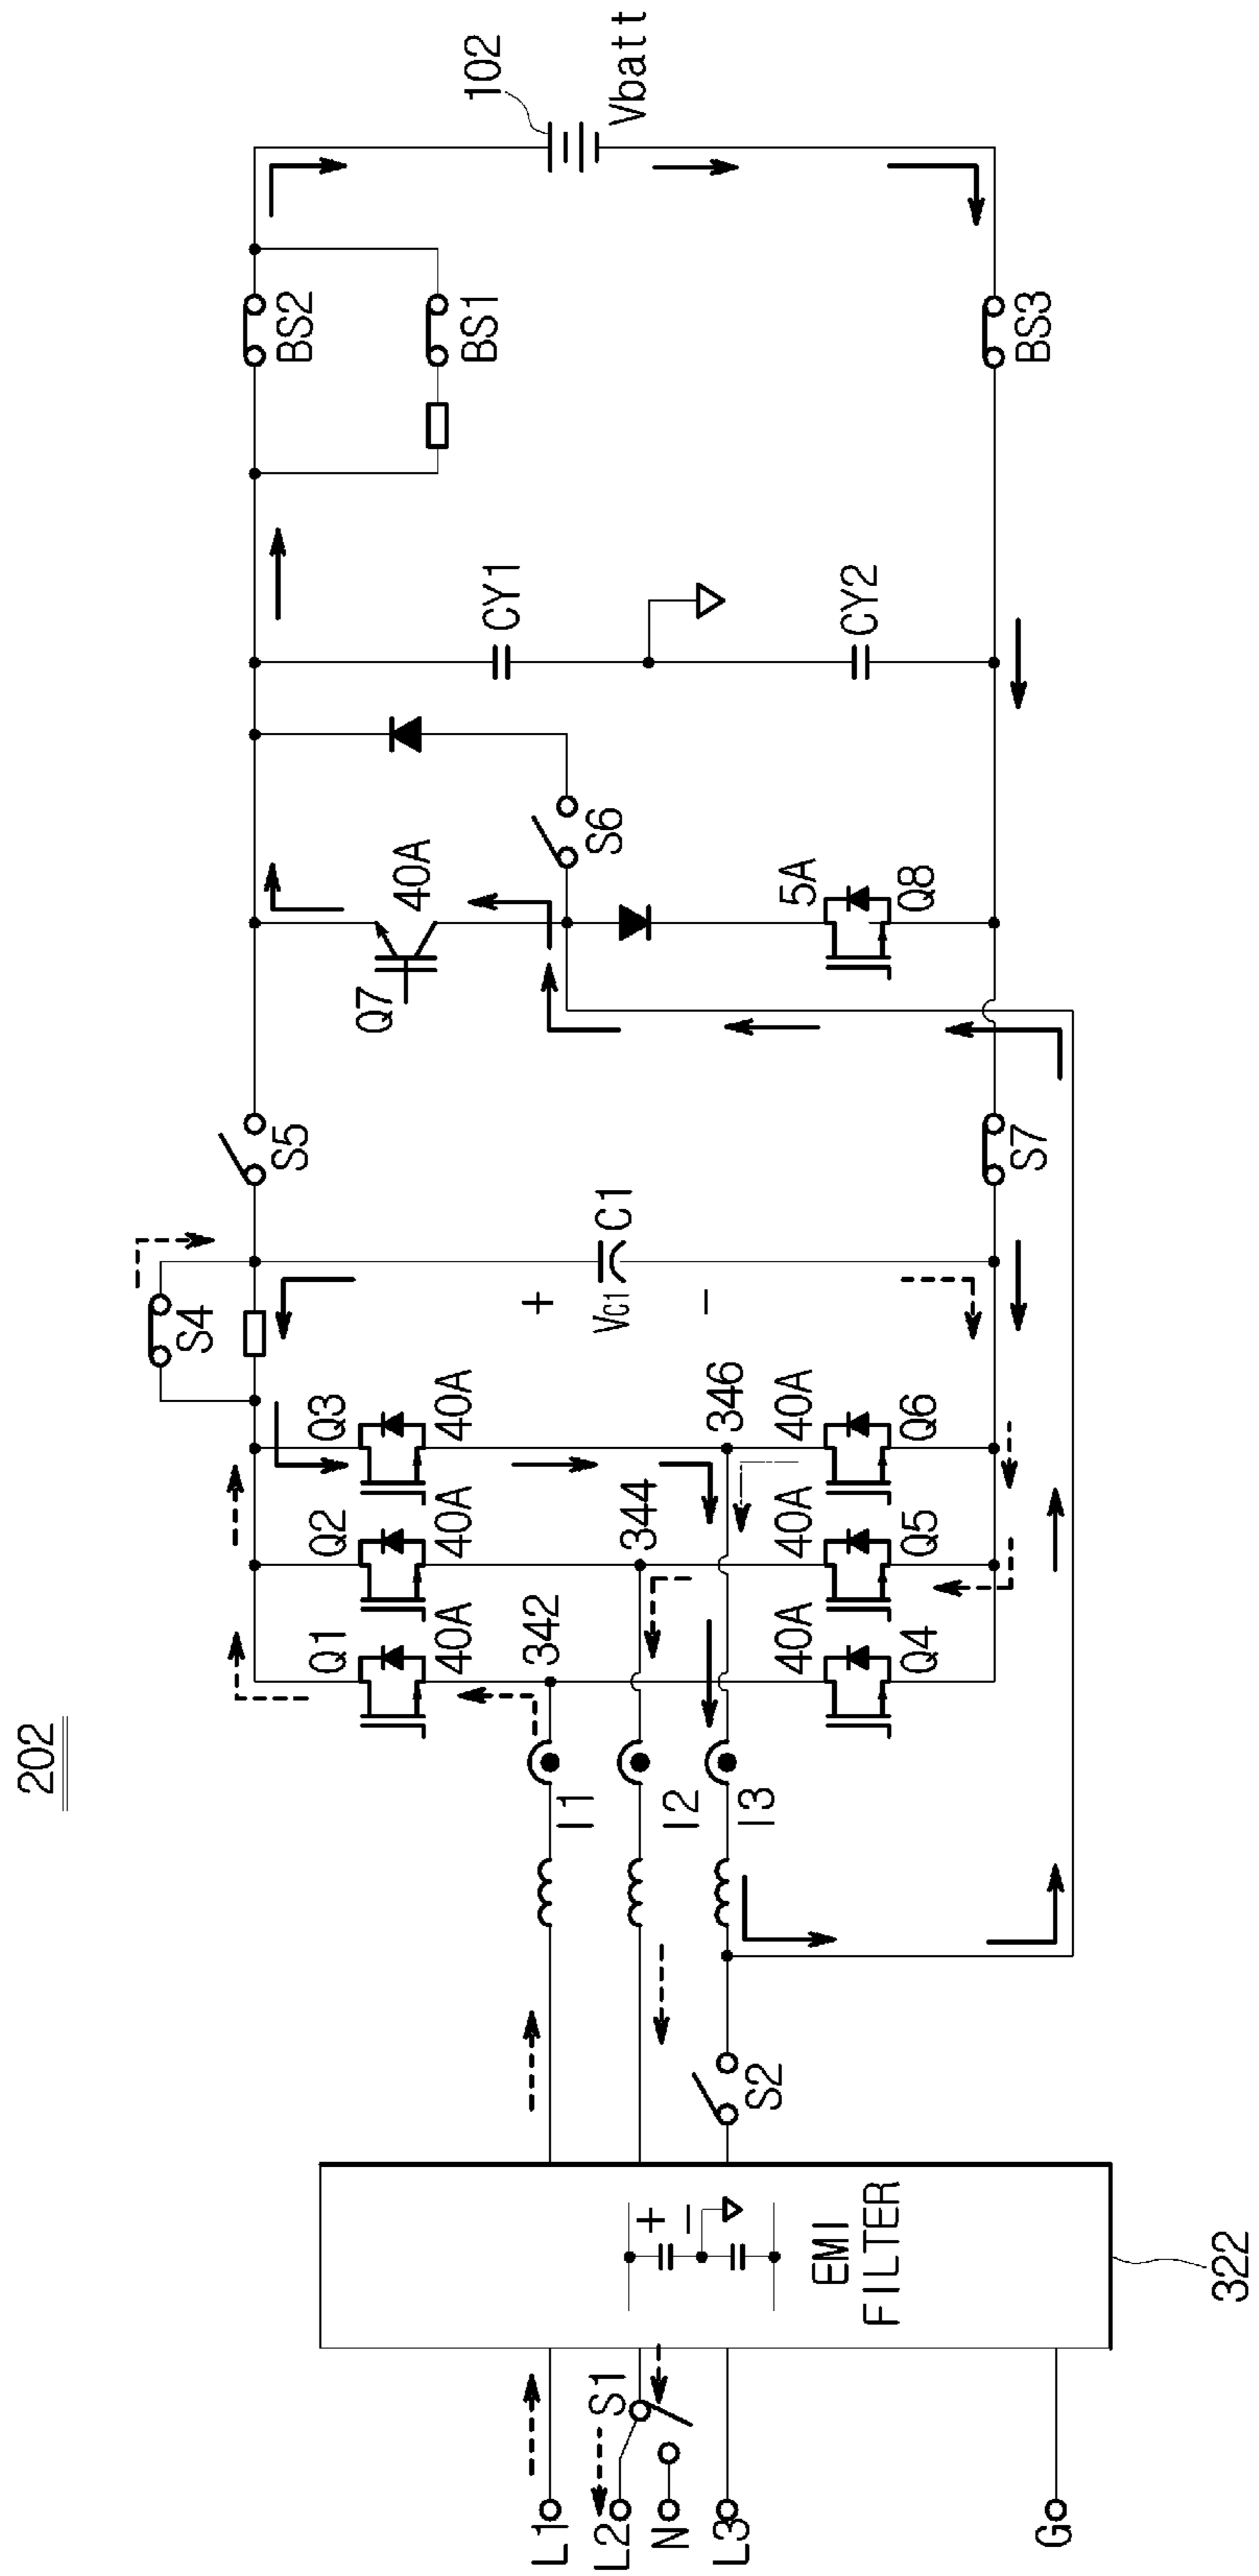 202
L1
L2
N
L3
G
S1
+
−
EMI
FILTER
322
S2
I1
I2
I3
342
344
346
Q1
40A
Q2
40A
Q3
40A
40A
Q4
40A
Q5
40A
Q6
S4
+
VC1
−
C1
S5
S7
Q7
40A
S6
5A
Q8
CY1
CY2
BS2
BS1
BS3
102
Vbatt